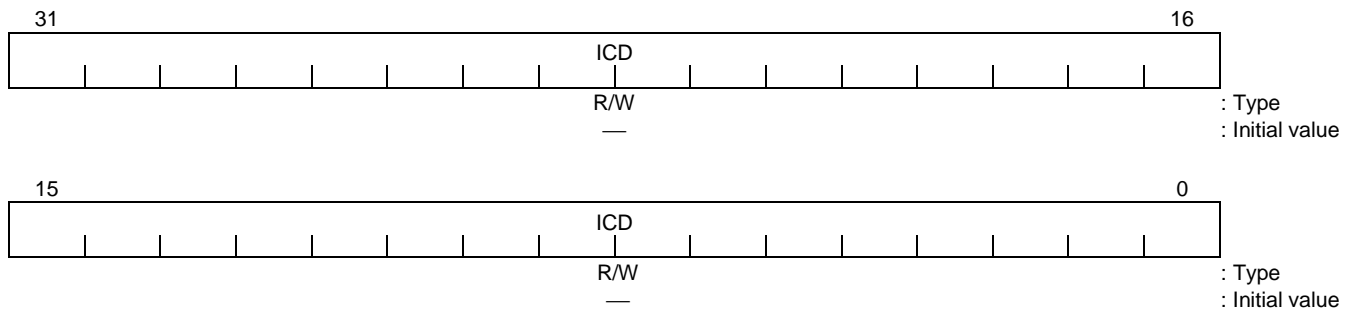 31 16
ICD
R/W : Type
— : Initial value
15 0
ICD
R/W : Type
— : Initial value